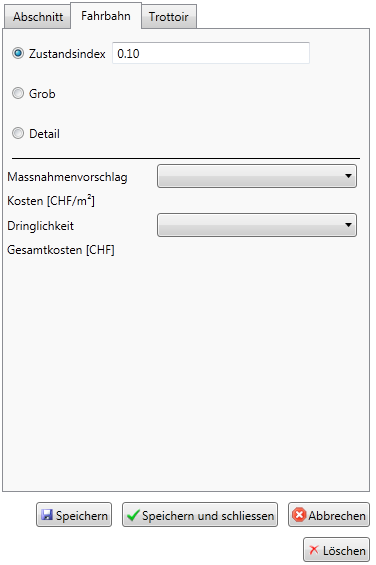 Abschnitt Fahrbahn Trottoir
Zustandsindex 0.10
Grob
Detail
Massnahmenvorschlag
Kosten [CHF/m²]
Dringlichkeit
Gesamtkosten [CHF]
Speichern Speichern und schliessen Abbrechen
Löschen